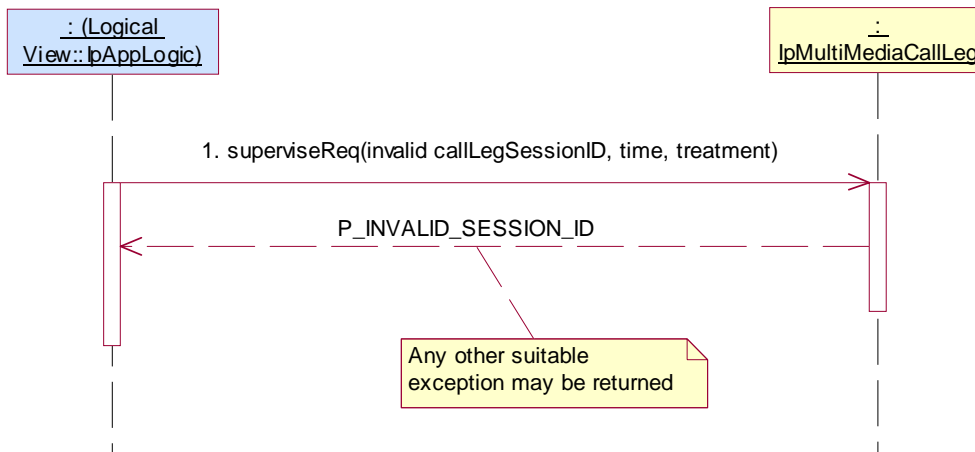 : (Logical
View::IpAppLogic)
:
IpMultiMediaCallLeg
1. superviseReq(invalid callLegSessionID, time, treatment)
P_INVALID_SESSION_ID
Any other suitable
exception may be returned